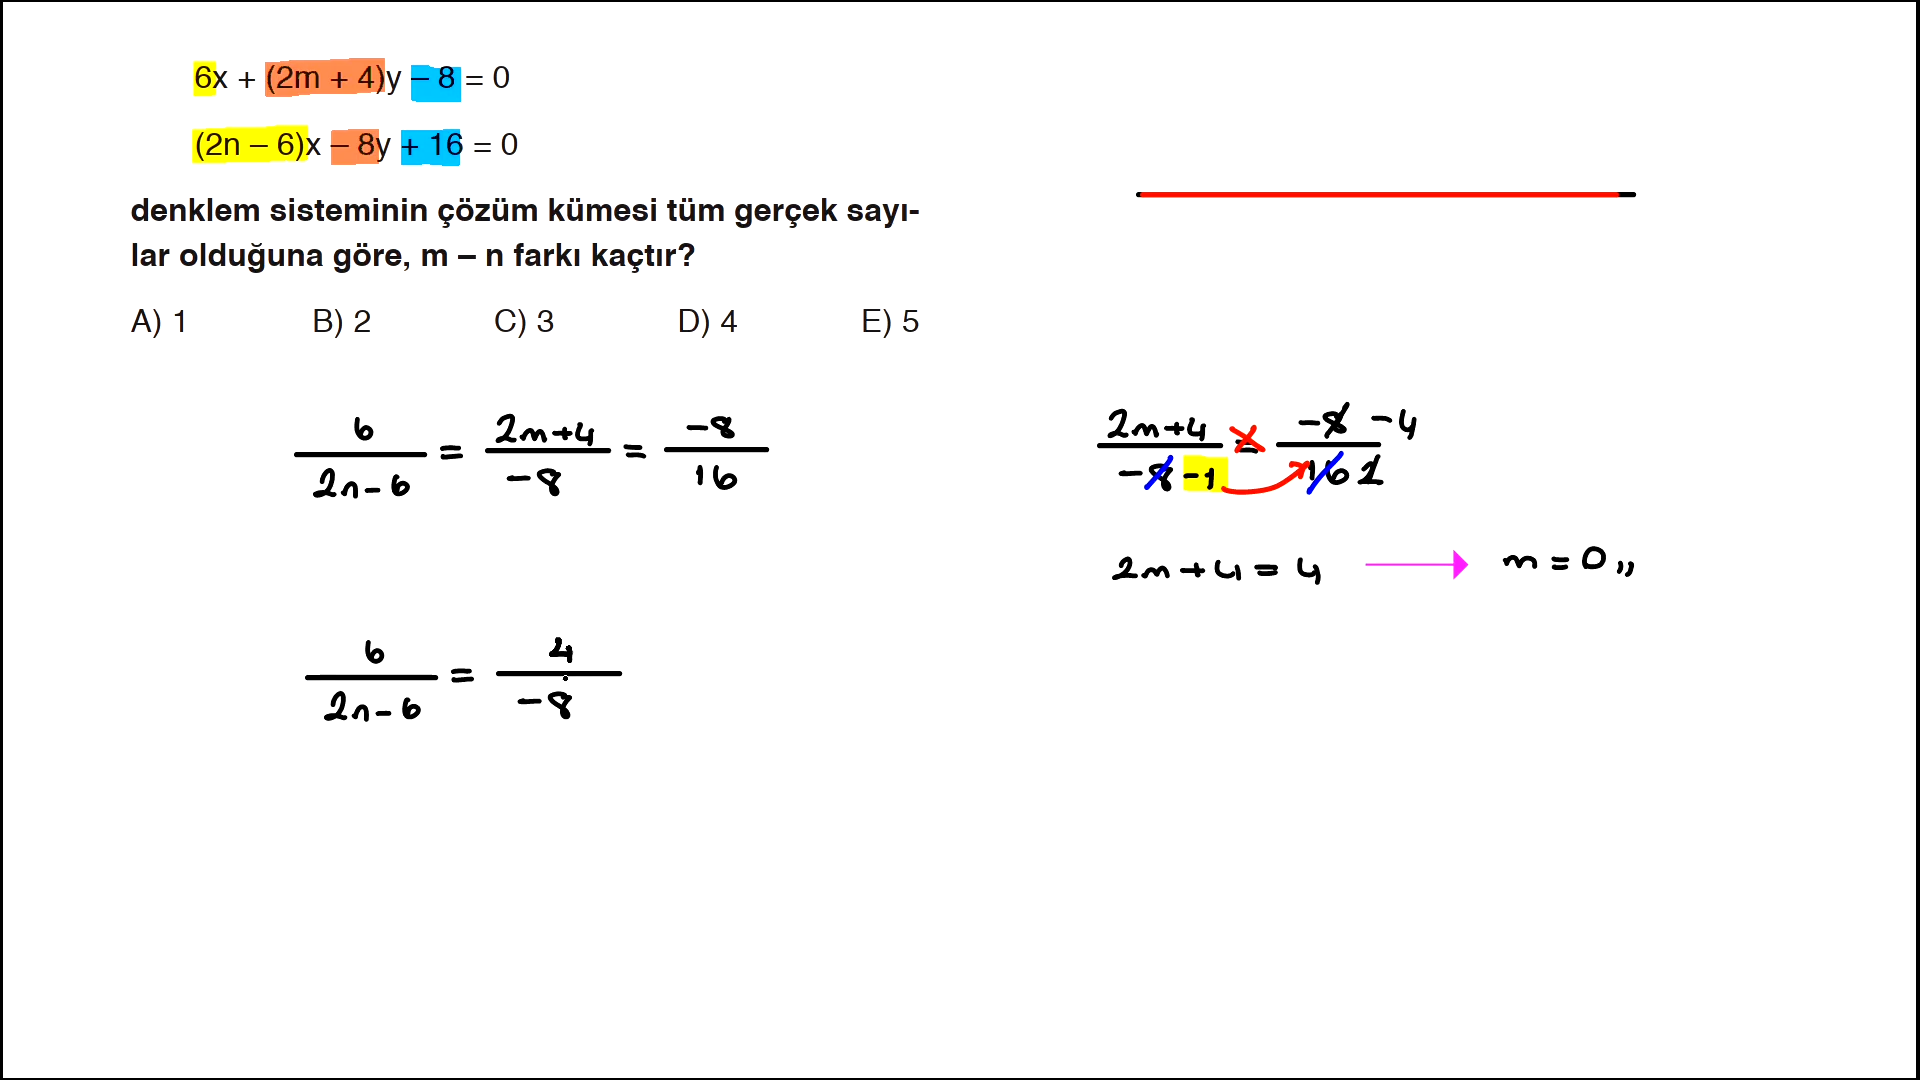 6x + (2m + 4)y – 8 = 0
(2n – 6)x – 8y + 16 = 0
denklem sisteminin çözüm kümesi tüm gerçek sayı-
lar olduğuna göre, m – n farkı kaçtır?
A) 1 B) 2 C) 3 D) 4 E) 5
6/(2n-6) = (2m+4)/(-8) = -8/16
(2m+4)/(-8 -1) = (-8 -4)/(16 2)
2m+4 = 4 → m = 0,,
6/(2n-6) = 4/(-8)